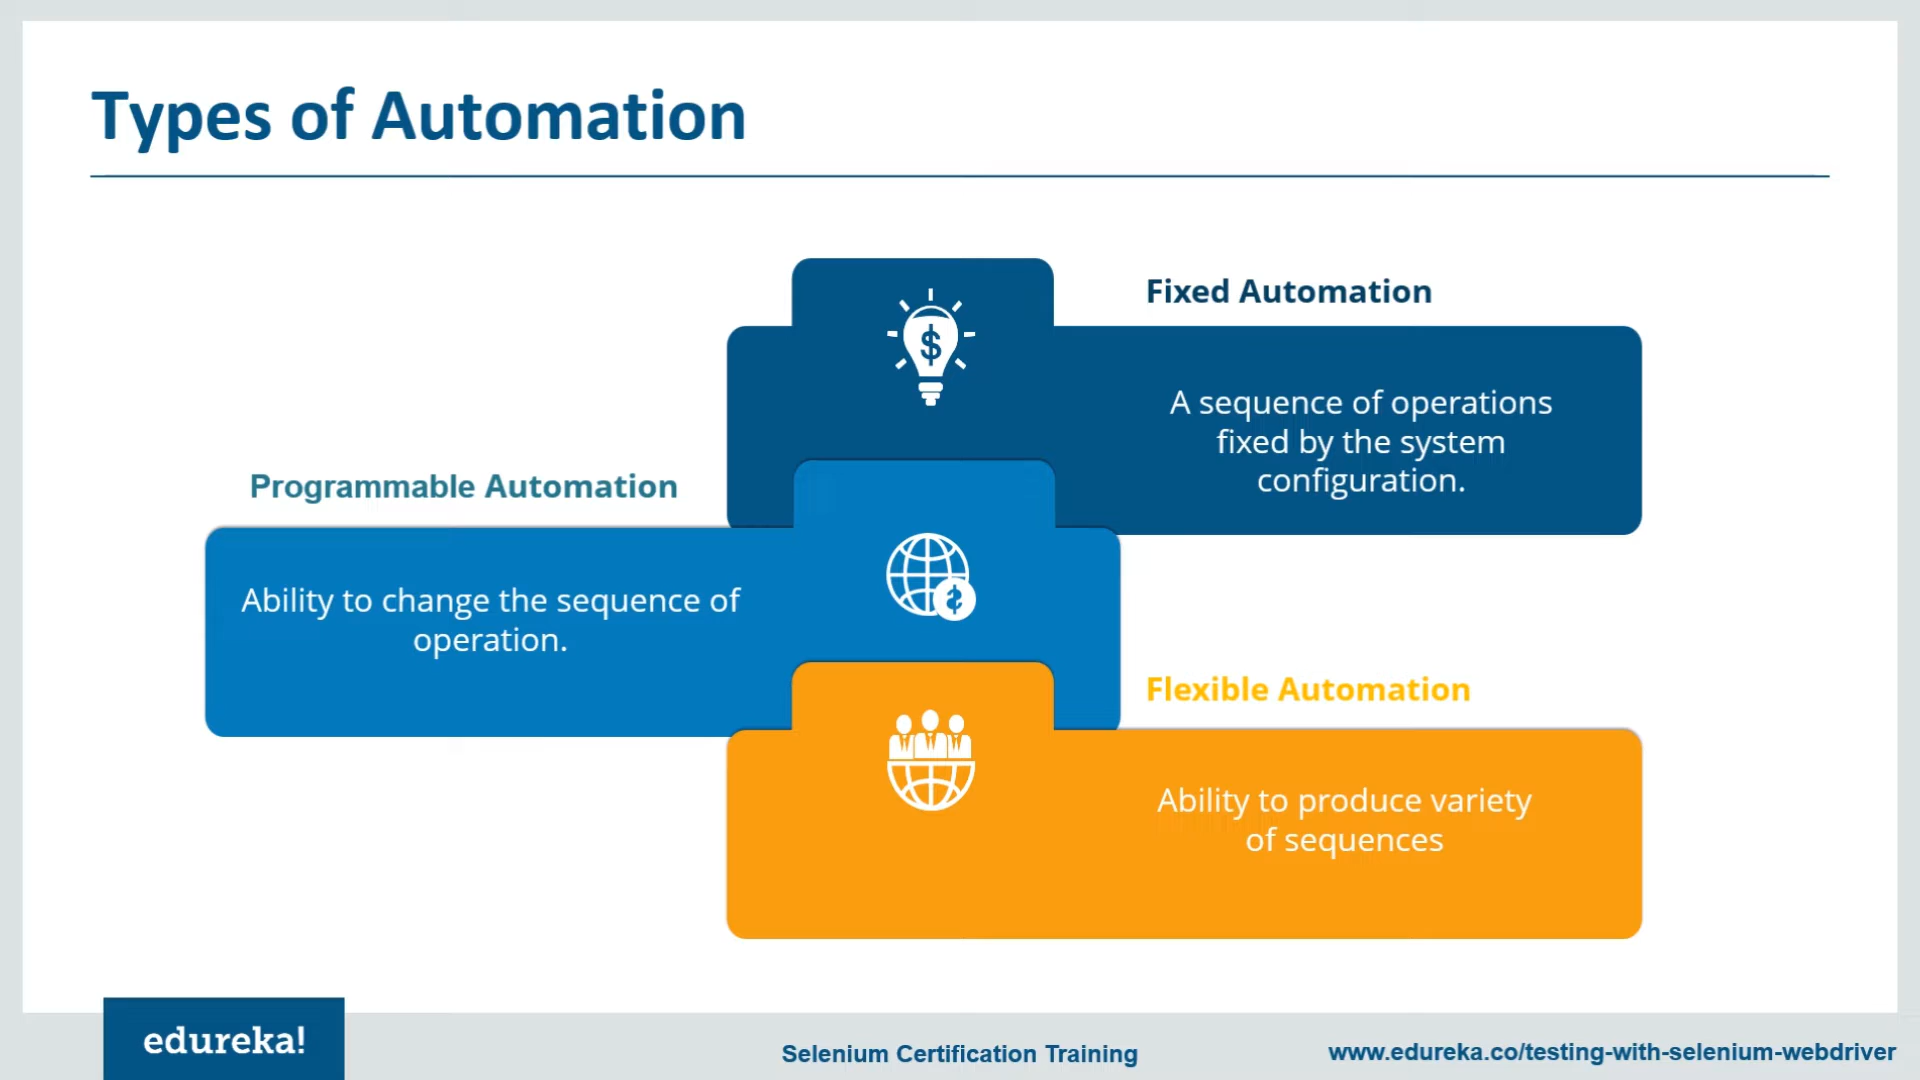 Types of Automation
Fixed Automation
$
A sequence of operations
fixed by the system
configuration.
Programmable Automation
Ability to change the sequence of
operation.
$
Flexible Automation
Ability to produce variety
of sequences
edureka!
Selenium Certification Training
www.edureka.co/testing-with-selenium-webdriver